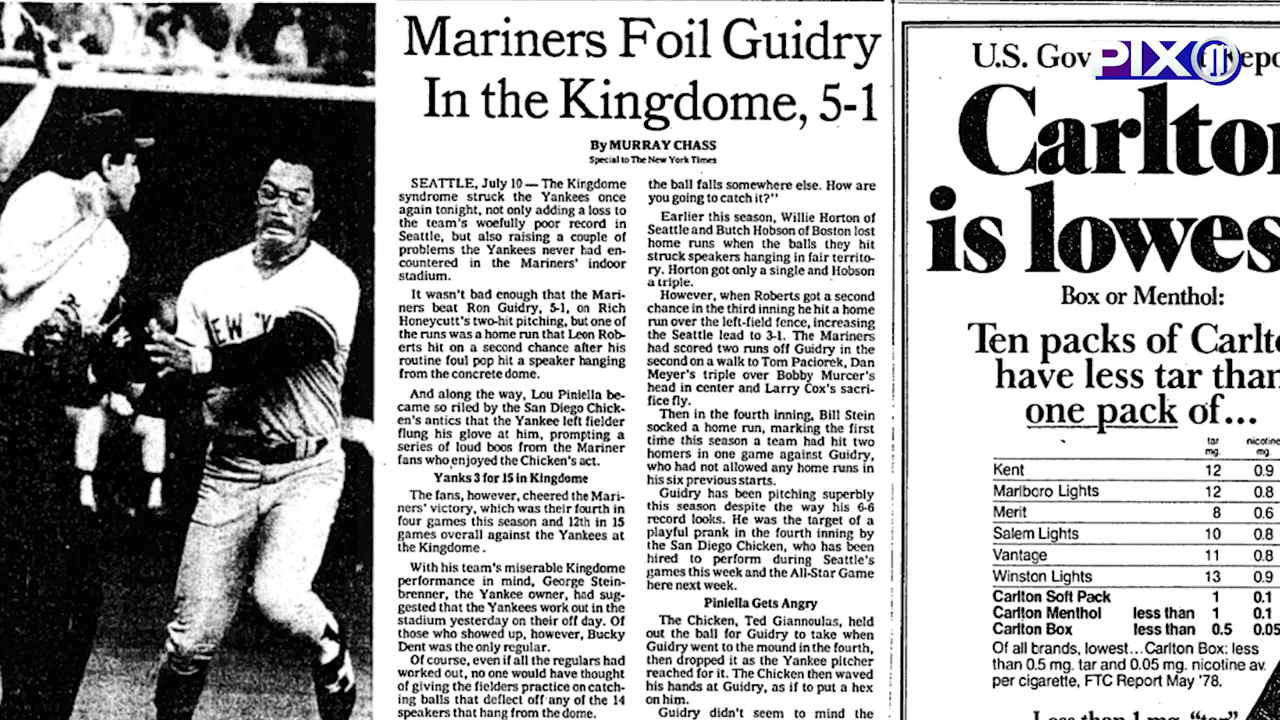 Mariners Foil Guidry
In the Kingdome, 5-1
By MURRAY CHASS
Special to The New York Times
SEATTLE, July 10 — The Kingdome
syndrome struck the Yankees once
again tonight, not only adding a loss to
the team's woefully poor record in
Seattle, but also raising a couple of
problems the Yankees never had en-
countered in the Mariners' indoor
stadium.
It wasn't bad enough that the Mari-
ners beat Ron Guidry, 5-1, on Rich
Honeycutt's two-hit pitching, but one of
the runs was a home run that Leon Rob-
erts hit on a second chance after his
routine foul pop hit a speaker hanging
from the concrete dome.
And along the way, Lou Piniella be-
came so riled by the San Diego Chick-
en's antics that the Yankee left fielder
flung his glove at him, prompting a
series of loud boos from the Mariner
fans who enjoyed the Chicken's act.
Yanks 3 for 15 in Kingdome
The fans, however, cheered the Mari-
ners' victory, which was their fourth in
four games this season and 12th in 15
games overall against the Yankees at
the Kingdome.
With his team's miserable Kingdome
performance in mind, George Stein-
brenner, the Yankee owner, had sug-
gested that the Yankees work out in the
stadium yesterday on their off day. Of
those who showed up, however, Bucky
Dent was the only regular.
Of course, even if all the regulars had
worked out, no one would have thought
of giving the fielders practice on catch-
ing balls that deflect off any of the 14
speakers that hang from the dome.
the ball falls somewhere else. How are
you going to catch it?"
Earlier this season, Willie Horton of
Seattle and Butch Hobson of Boston lost
home runs when the balls they hit
struck speakers hanging in fair territo-
ry. Horton got only a single and Hobson
a triple.
However, when Roberts got a second
chance in the third inning he hit a home
run over the left-field fence, increasing
the Seattle lead to 3-1. The Mariners
had scored two runs off Guidry in the
second on a walk to Tom Paciorek, Dan
Meyer's triple over Bobby Murcer's
head in center and Larry Cox's sacri-
fice fly.
Then in the fourth inning, Bill Stein
socked a home run, marking the first
time this season a team had hit two
homers in one game against Guidry,
who had not allowed any home runs in
his six previous starts.
Guidry has been pitching superbly
this season despite the way his 6-6
record looks. He was the target of a
playful prank in the fourth inning by
the San Diego Chicken, who has been
hired to perform during Seattle's
games this week and the All-Star Game
here next week.
Piniella Gets Angry
The Chicken, Ted Giannoulas, held
out the ball for Guidry to take when
Guidry went to the mound in the fourth,
then dropped it as the Yankee pitcher
reached for it. The Chicken then waved
his hands at Guidry, as if to put a hex
on him.
Guidry didn't seem to mind the
NEW Y
PIX 11
U.S. Gov
Carlto
is lowes
Box or Menthol:
Ten packs of Carlt
have less tar than
one pack of...
tar nicotine
mg. mg.
Kent 12 0.9
Marlboro Lights 12 0.8
Merit 8 0.6
Salem Lights 10 0.8
Vantage 11 0.8
Winston Lights 13 0.9
Carlton Soft Pack 1 0.1
Carlton Menthol less than 1 0.1
Carlton Box less than 0.5 0.05
Of all brands, lowest...Carlton Box: less
than 0.5 mg. tar and 0.05 mg. nicotine av.
per cigarette, FTC Report May '78.
Less than 1 mg. "tar"